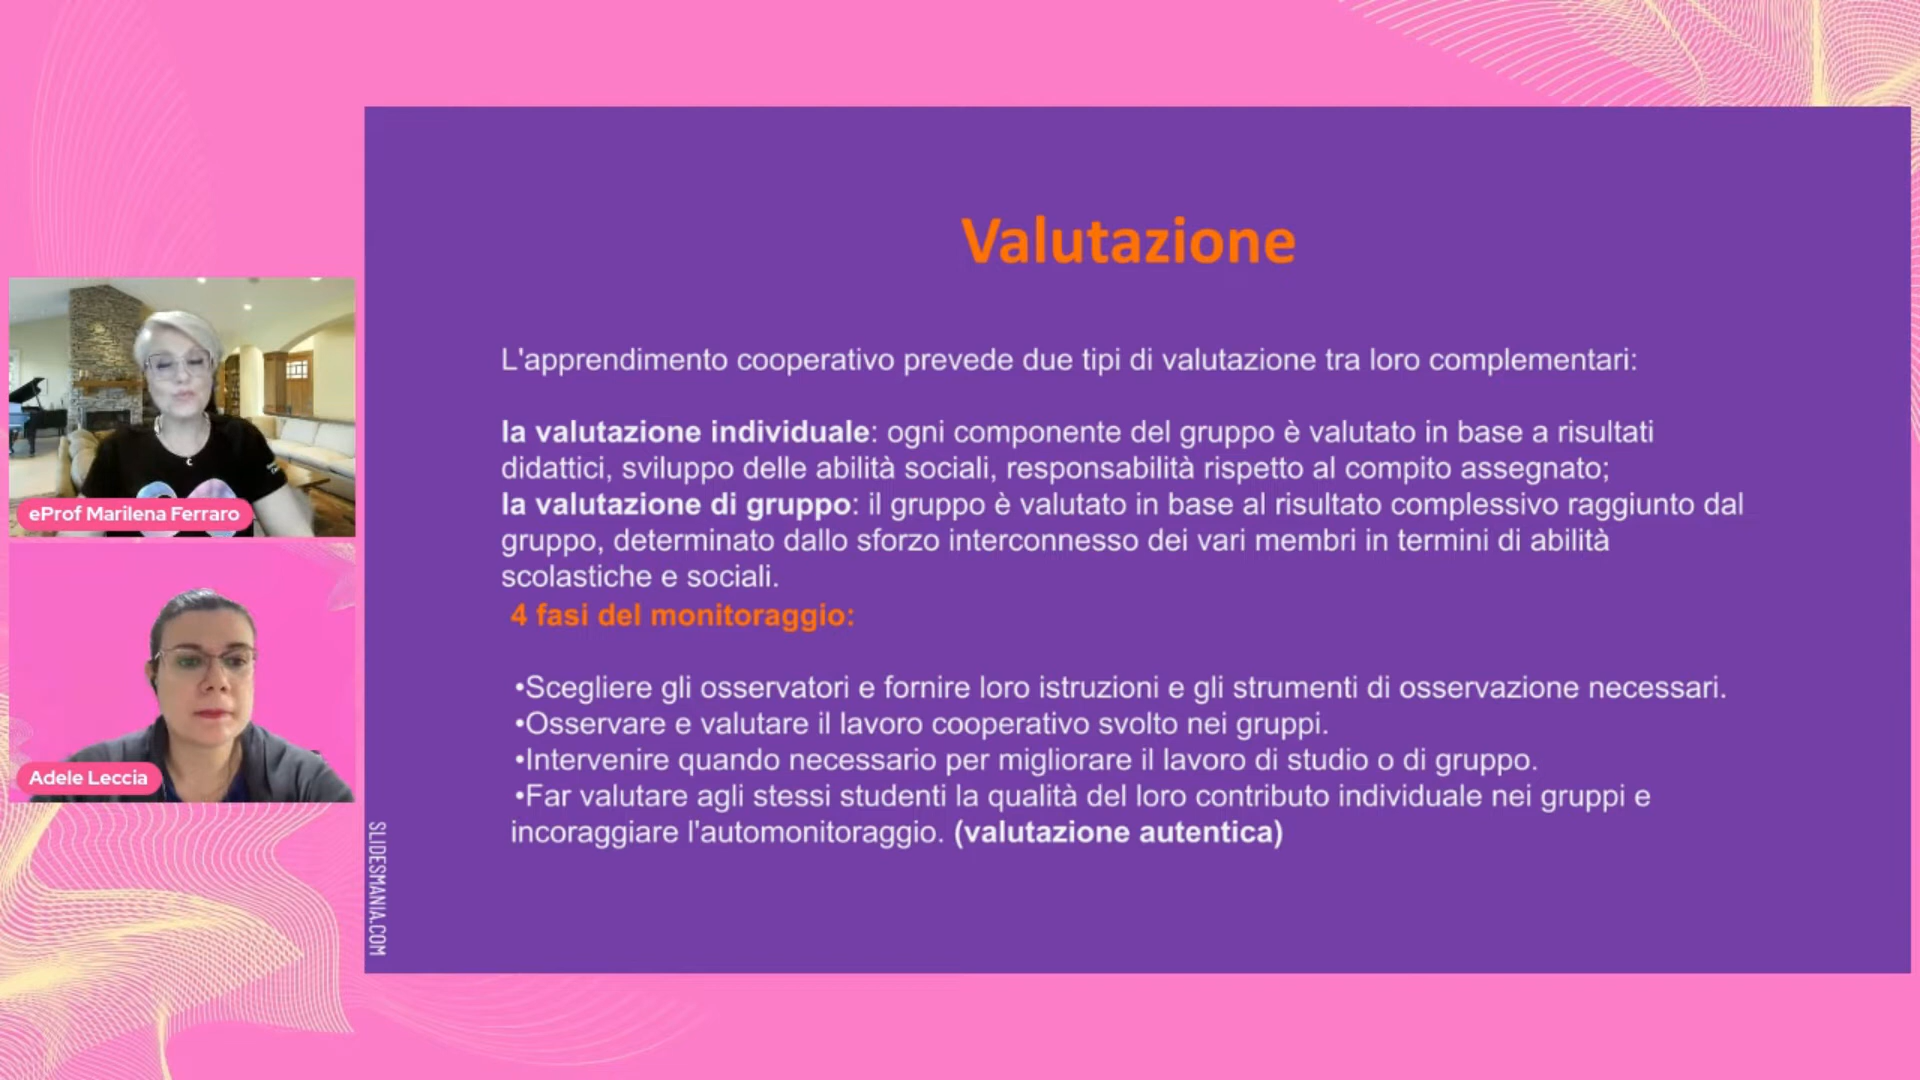 Valutazione
L'apprendimento cooperativo prevede due tipi di valutazione tra loro complementari:
la valutazione individuale: ogni componente del gruppo è valutato in base a risultati
didattici, sviluppo delle abilità sociali, responsabilità rispetto al compito assegnato;
la valutazione di gruppo: il gruppo è valutato in base al risultato complessivo raggiunto dal
gruppo, determinato dallo sforzo interconnesso dei vari membri in termini di abilità
scolastiche e sociali.
4 fasi del monitoraggio:
•Scegliere gli osservatori e fornire loro istruzioni e gli strumenti di osservazione necessari.
•Osservare e valutare il lavoro cooperativo svolto nei gruppi.
•Intervenire quando necessario per migliorare il lavoro di studio o di gruppo.
•Far valutare agli stessi studenti la qualità del loro contributo individuale nei gruppi e
incoraggiare l'automonitoraggio. (valutazione autentica)
eProf Marilena Ferraro
Adele Leccia
SLIDESMANIA.COM